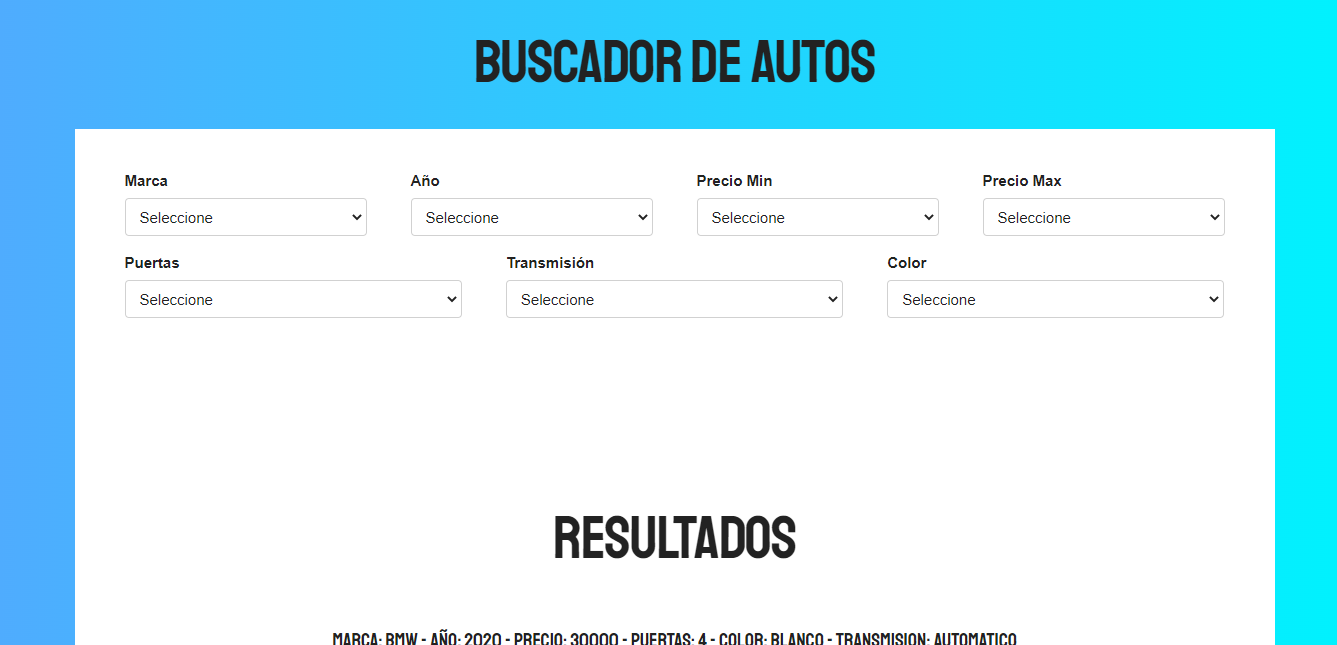 BUSCADOR DE AUTOS
Marca Año Precio Min Precio Max
Seleccione Seleccione Seleccione Seleccione
Puertas Transmisión Color
Seleccione Seleccione Seleccione
RESULTADOS
MARCA: BMW - AÑO: 2020 - PRECIO: 30000 - PUERTAS: 4 - COLOR: BLANCO - TRANSMISION: AUTOMATICO